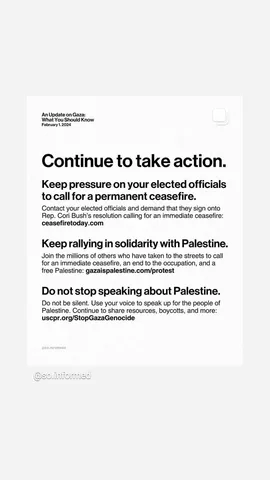 An Update on Gaza:
What You Should Know
February 1, 2024
Continue to take action.
Keep pressure on your elected officials
to call for a permanent ceasefire.
Contact your elected officials and demand that they sign onto
Rep. Cori Bush's resolution calling for an immediate ceasefire:
ceasefiretoday.com
Keep rallying in solidarity with Palestine.
Join the millions of others who have taken to the streets to call
for an immediate ceasefire, an end to the occupation, and a
free Palestine: gazaispalestine.com/protest
Do not stop speaking about Palestine.
Do not be silent. Use your voice to speak up for the people of
Palestine. Continue to share resources, boycotts, and more:
uscpr.org/StopGazaGenocide
@so.informed